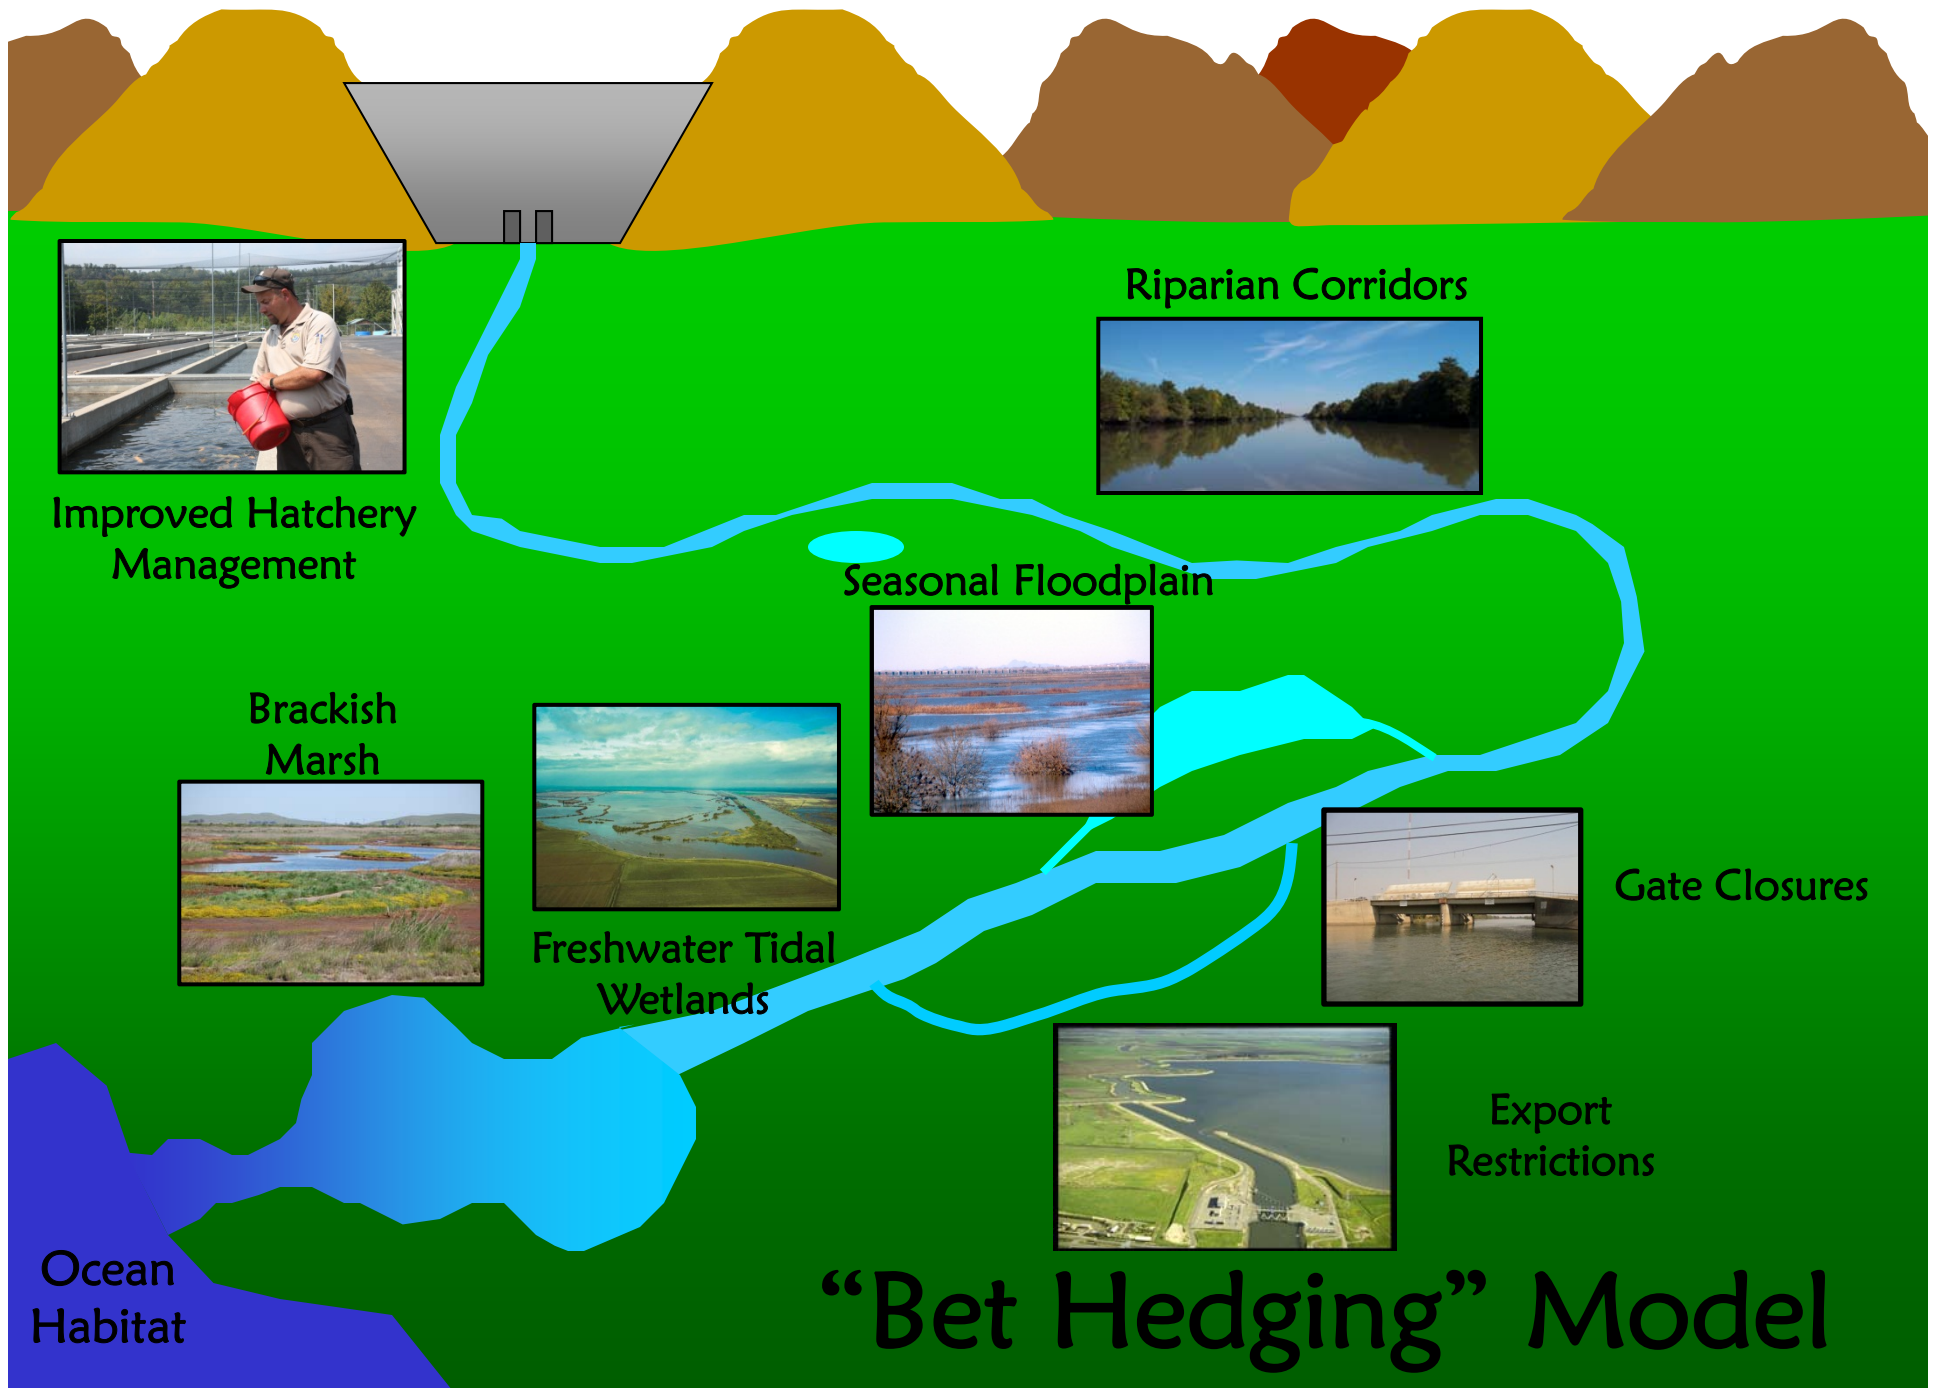 Riparian Corridors
Improved Hatchery
Management
Seasonal Floodplain
Brackish
Marsh
Freshwater Tidal
Wetlands
Gate Closures
Export
Restrictions
Ocean
Habitat
“Bet Hedging” Model